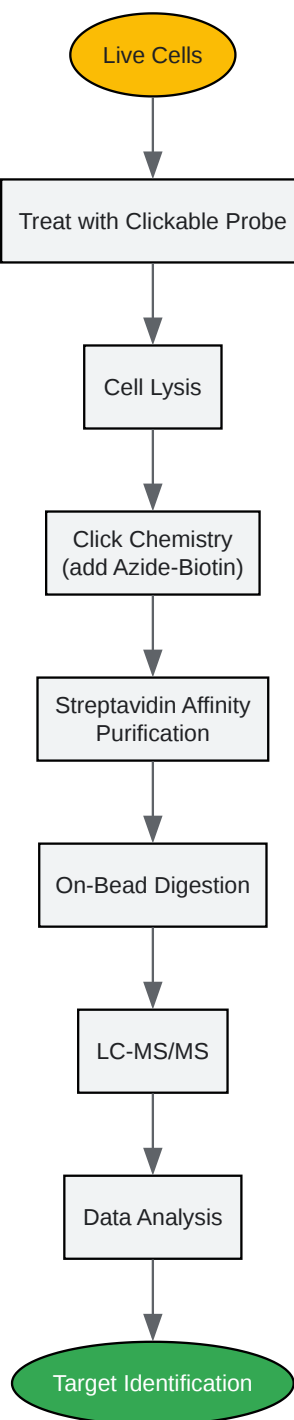 Live Cells
Treat with Clickable Probe
Cell Lysis
Click Chemistry
(add Azide-Biotin)
Streptavidin Affinity
Purification
On-Bead Digestion
LC-MS/MS
Data Analysis
Target Identification